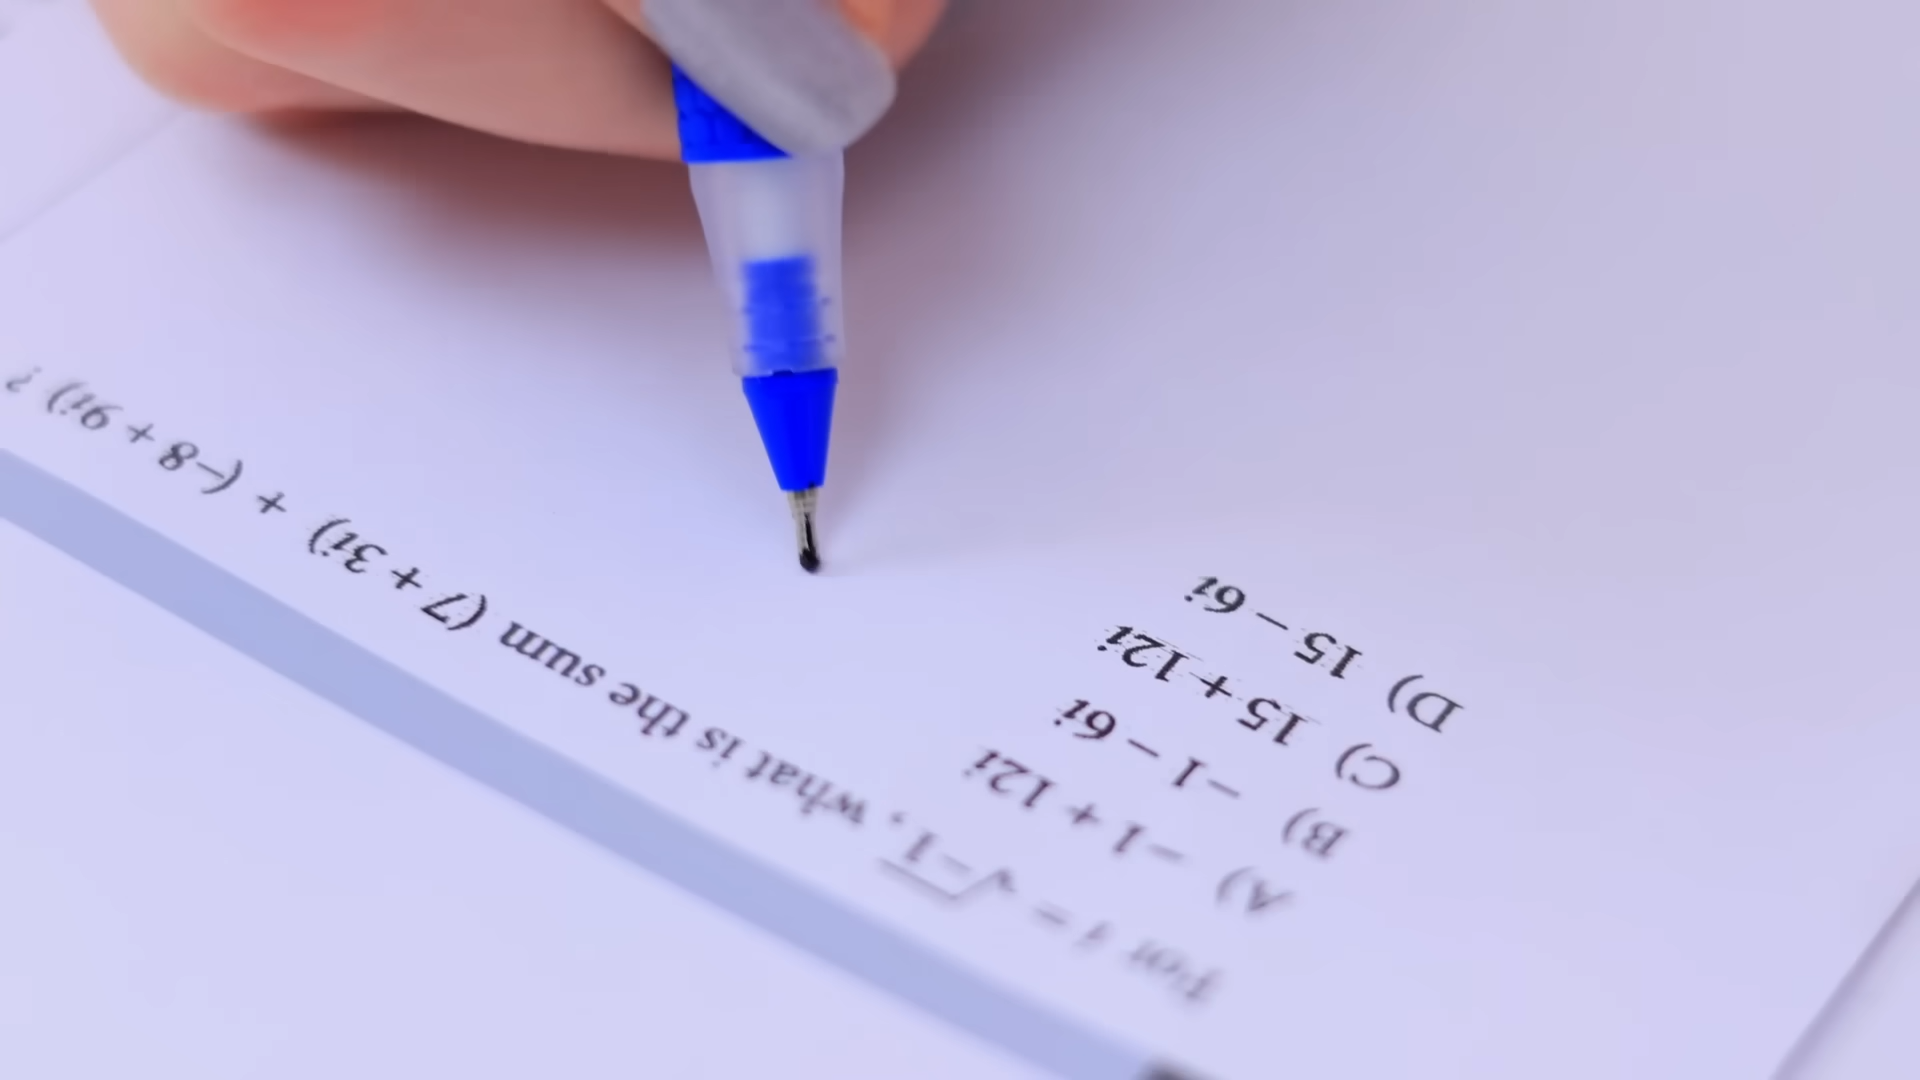 For i = √−1, what is the sum (7 + 3i) + (−8 + 9i) ?
A) −1 + 12i
B) −1 − 6i
C) 15 + 12i
D) 15 − 6i